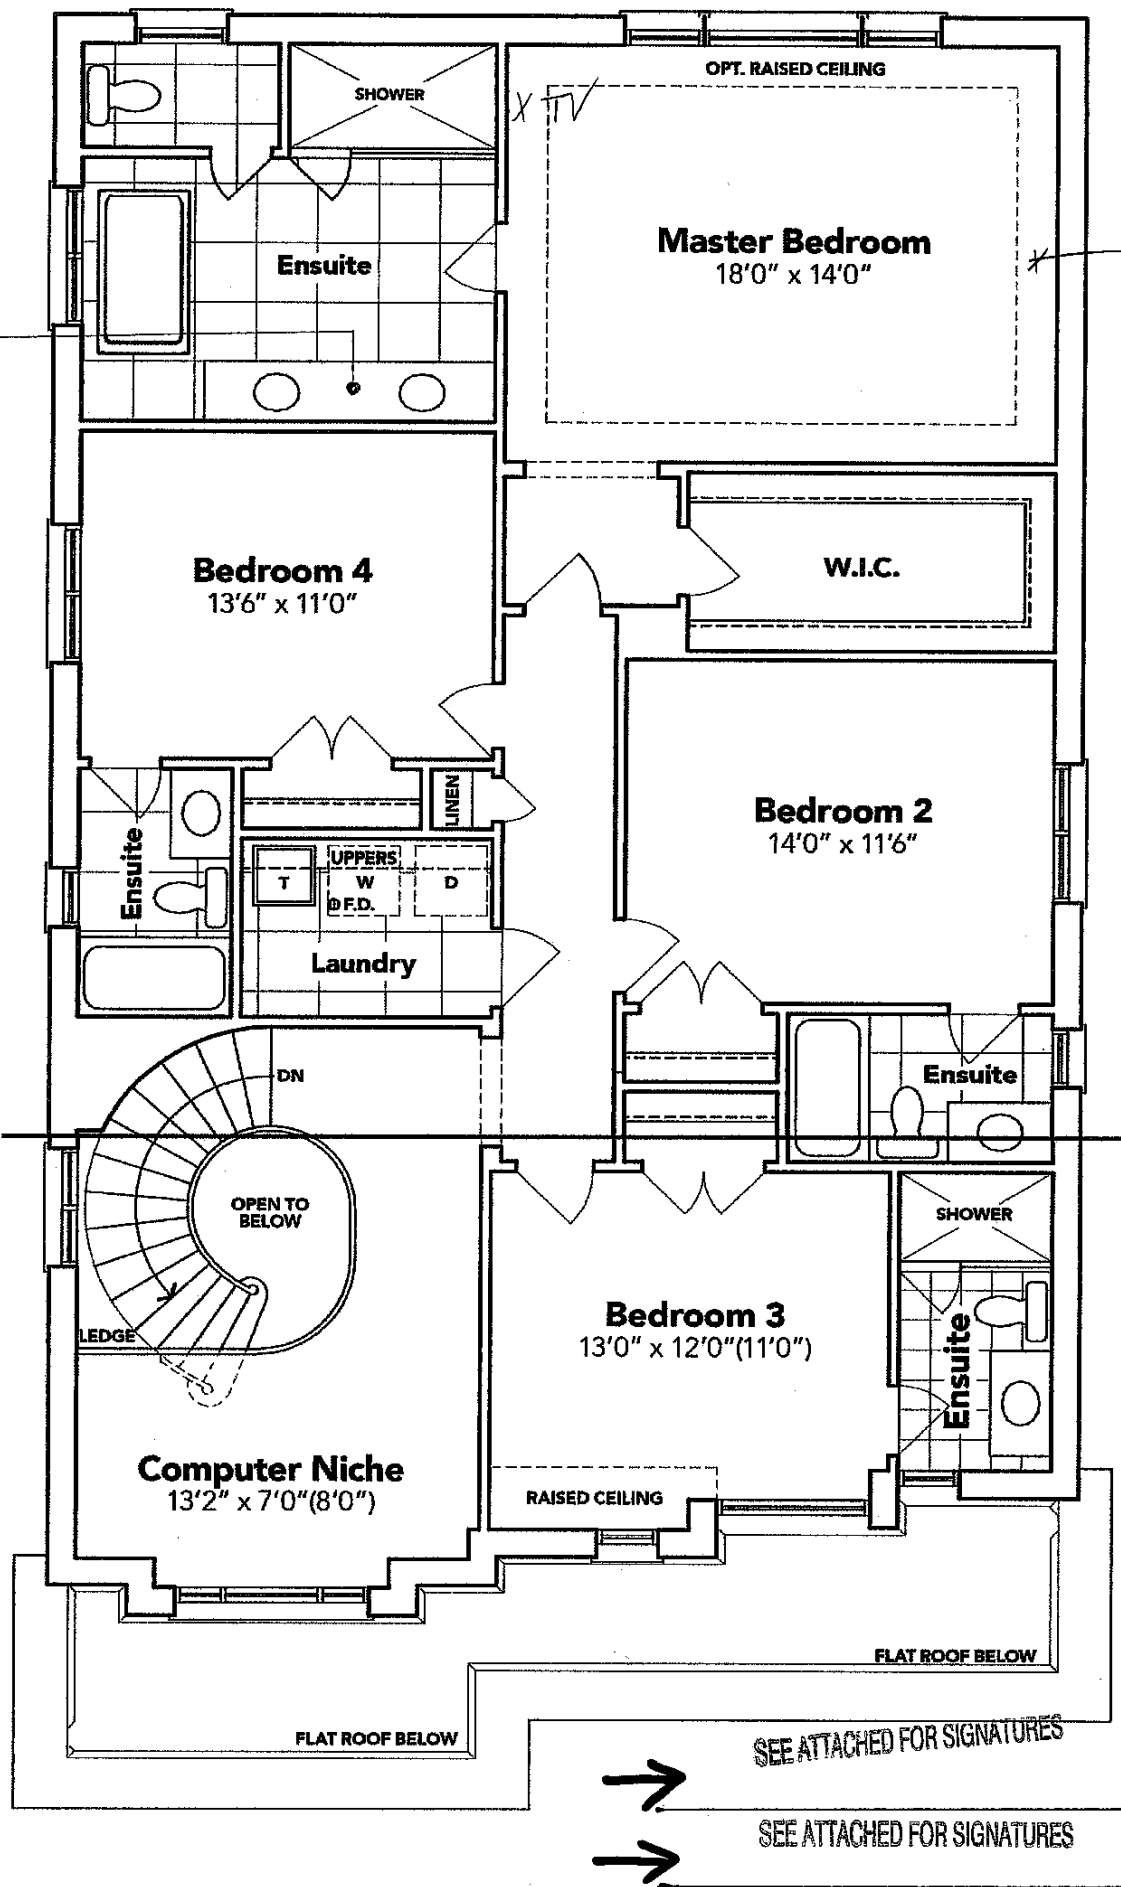 OPT. RAISED CEILING
SHOWER
X TV
Master Bedroom
18'0" x 14'0"
Ensuite
Bedroom 4
13'6" x 11'0"
W.I.C.
LINEN
Bedroom 2
14'0" x 11'6"
Ensuite
UPPERS
T
W
D
F.D.
Laundry
DN
Ensuite
OPEN TO
BELOW
SHOWER
LEDGE
Bedroom 3
13'0" x 12'0"(11'0")
Ensuite
Computer Niche
13'2" x 7'0"(8'0")
RAISED CEILING
FLAT ROOF BELOW
FLAT ROOF BELOW
SEE ATTACHED FOR SIGNATURES
SEE ATTACHED FOR SIGNATURES